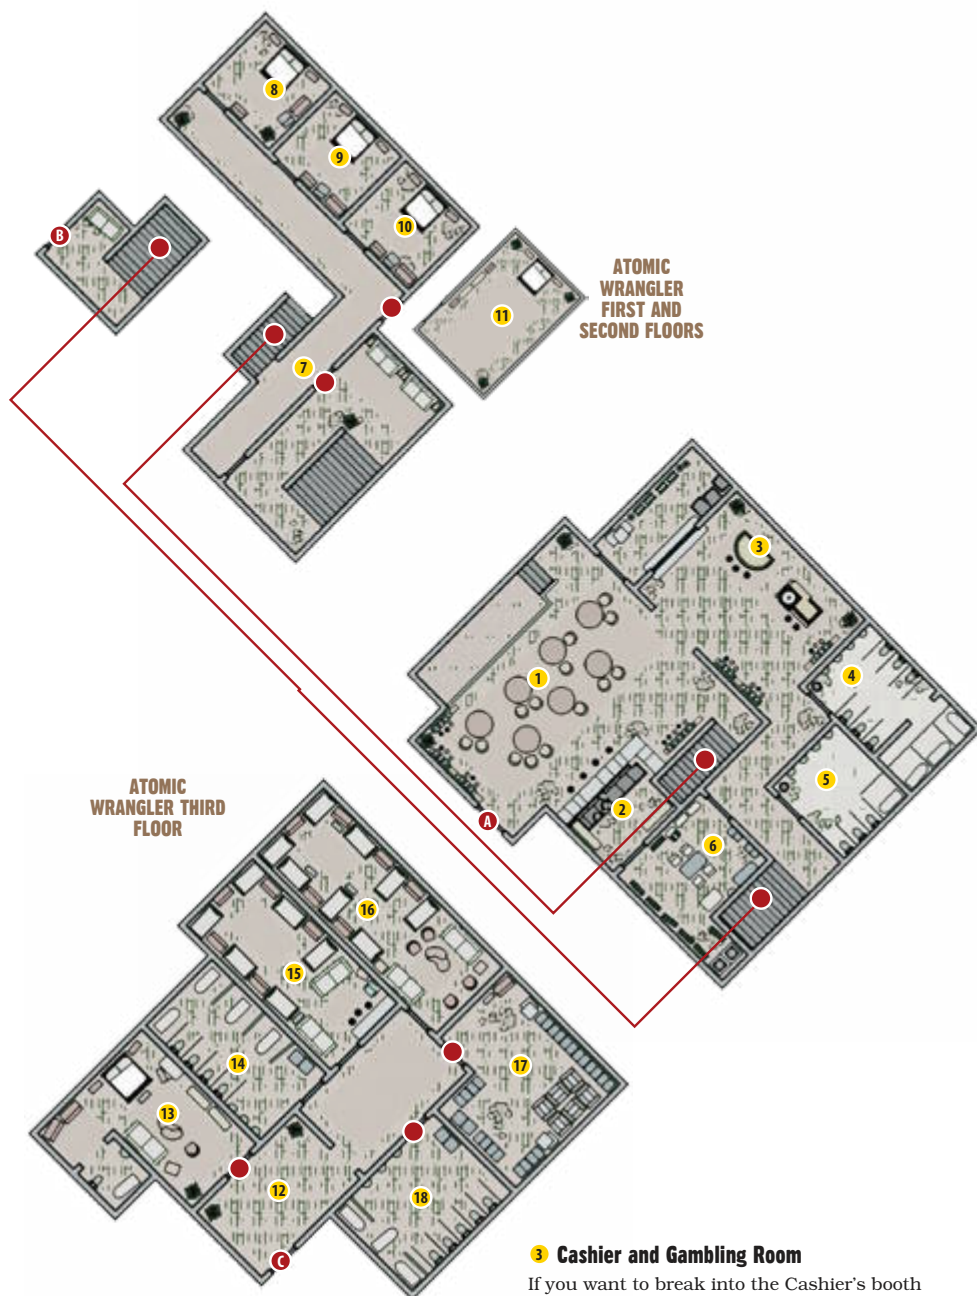 8
9
10
B
11
ATOMIC
WRANGLER
FIRST AND
SECOND FLOORS
7
3
1
4
5
ATOMIC
WRANGLER THIRD
FLOOR
A
2
6
16
15
14
17
13
12
18
C
3 Cashier and Gambling Room
If you want to break into the Cashier's booth